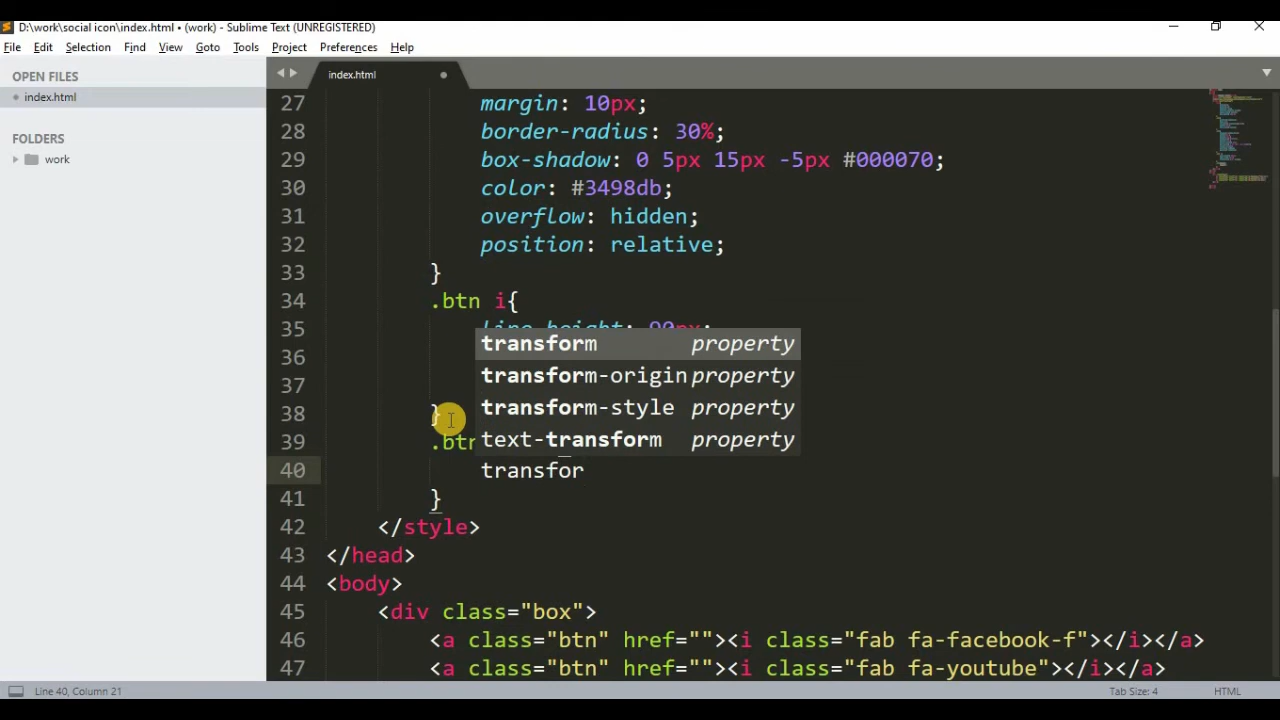 D:\work\social icon\index.html • (work) - Sublime Text (UNREGISTERED)
File Edit Selection Find View Goto Tools Project Preferences Help
OPEN FILES
index.html
FOLDERS
work
index.html
27 margin: 10px;
28 border-radius: 30%;
29 box-shadow: 0 5px 15px -5px #000070;
30 color: #3498db;
31 overflow: hidden;
32 position: relative;
33 }
34 .btn i{
35 line-height: 90px;
36
37
38 }
39 .btn
transform property
transform-origin property
transform-style property
text-transform property
40 transfor
41 }
42 </style>
43 </head>
44 <body>
45 <div class="box">
46 <a class="btn" href=""><i class="fab fa-facebook-f"></i></a>
47 <a class="btn" href=""><i class="fab fa-youtube"></i></a>
Line 40, Column 21
Tab Size: 4
HTML